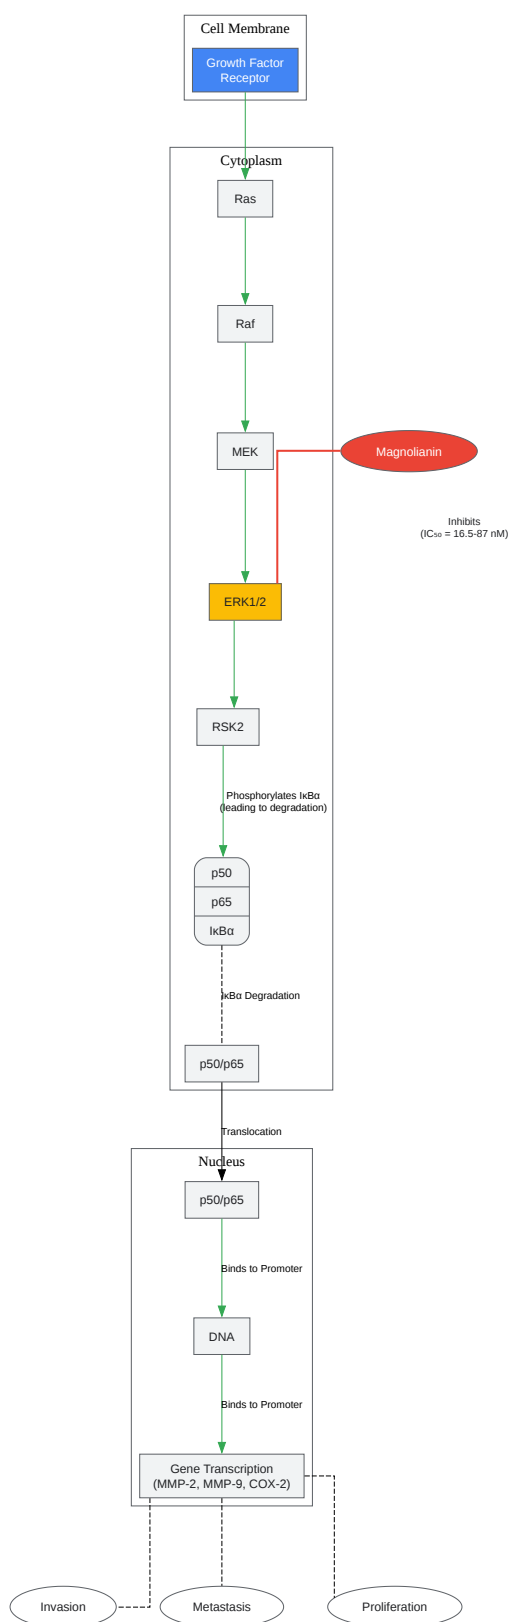 Cell Membrane
Growth Factor
Receptor
Cytoplasm
Ras
Raf
MEK
Magnolianin
Inhibits
(IC₅₀ = 16.5-87 nM)
ERK1/2
RSK2
Phosphorylates IκBα
(leading to degradation)
p50
p65
IκBα
IκBα Degradation
p50/p65
Translocation
Nucleus
p50/p65
Binds to Promoter
DNA
Binds to Promoter
Gene Transcription
(MMP-2, MMP-9, COX-2)
Invasion
Metastasis
Proliferation